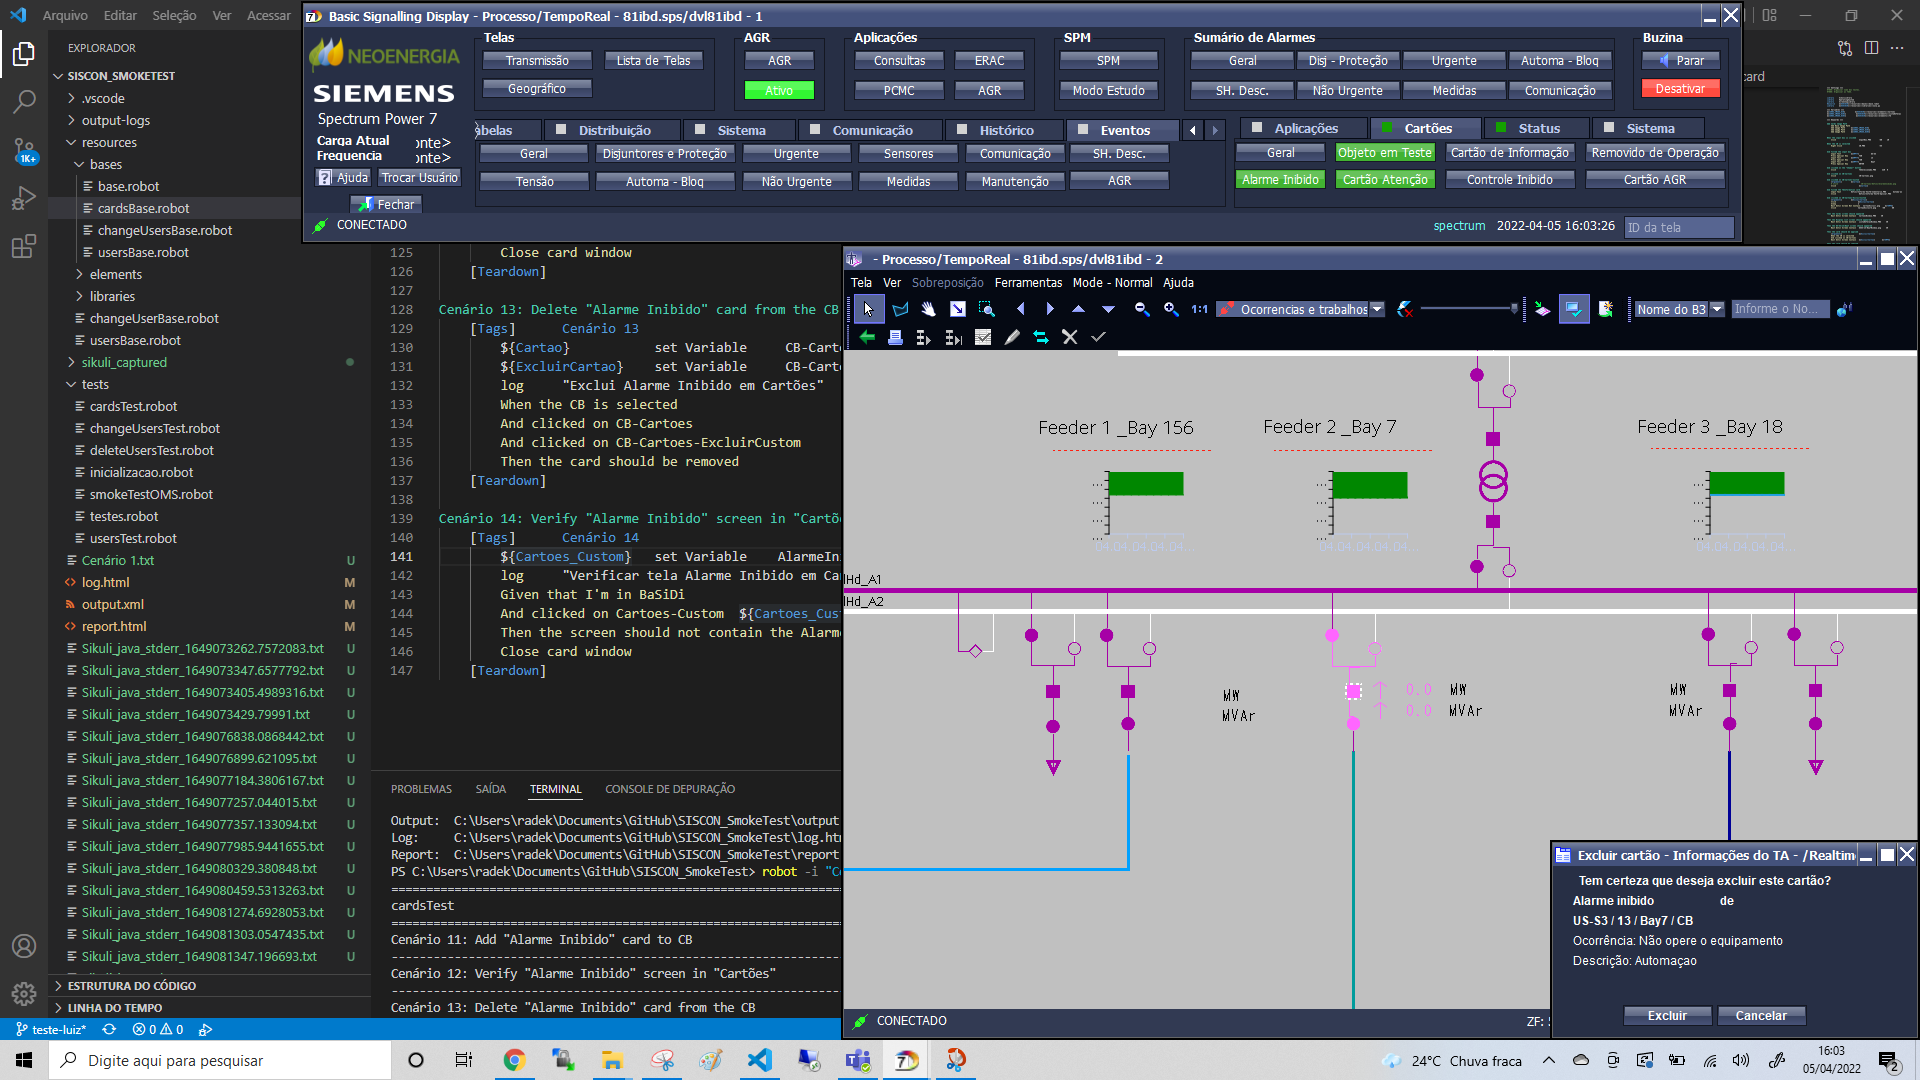 Arquivo Editar Seleção Ver Acessar
Basic Signalling Display - Processo/TempoReal - 81ibd.sps/dvl81ibd - 1
EXPLORADOR
SISCON_SMOKETEST
.vscode
output-logs
resources
bases
base.robot
cardsBase.robot
changeUsersBase.robot
usersBase.robot
elements
libraries
changeUserBase.robot
usersBase.robot
sikuli_captured
tests
cardsTest.robot
changeUsersTest.robot
deleteUsersTest.robot
inicializacao.robot
smokeTestOMS.robot
testes.robot
usersTest.robot
Cenário 1.txt U
log.html M
output.xml M
report.html M
Sikuli_java_stderr_1649073262.7572083.txt U
Sikuli_java_stderr_1649073347.6577792.txt U
Sikuli_java_stderr_1649073405.4989316.txt U
Sikuli_java_stderr_1649073429.79991.txt U
Sikuli_java_stderr_1649076838.0868442.txt U
Sikuli_java_stderr_1649076899.621095.txt U
Sikuli_java_stderr_1649077184.3806167.txt U
Sikuli_java_stderr_1649077257.044015.txt U
Sikuli_java_stderr_1649077357.133094.txt U
Sikuli_java_stderr_1649077985.9441655.txt U
Sikuli_java_stderr_1649080329.380848.txt U
Sikuli_java_stderr_1649080459.5313263.txt U
Sikuli_java_stderr_1649081274.6928053.txt U
Sikuli_java_stderr_1649081303.0547435.txt U
Sikuli_java_stderr_1649081347.196693.txt U
ESTRUTURA DO CÓDIGO
LINHA DO TEMPO
1K+
NEOENERGIA
SIEMENS
Spectrum Power 7
Carga Atual onte>
Frequencia onte>
Ajuda Trocar Usuário
Fechar
CONECTADO
Telas
Transmissão Lista de Telas
Geográfico
AGR
AGR
Ativo
Aplicações
Consultas ERAC
PCMC AGR
SPM
SPM
Modo Estudo
Sumário de Alarmes
Geral Disj - Proteção Urgente Automa - Bloq
SH. Desc. Não Urgente Medidas Comunicação
Buzina
Parar
Desativar
abelas Distribuição Sistema Comunicação Histórico Eventos
Geral Disjuntores e Proteção Urgente Sensores Comunicação SH. Desc.
Tensão Automa - Bloq Não Urgente Medidas Manutenção AGR
Aplicações Cartões Status Sistema
Geral Objeto em Teste Cartão de Informação Removido de Operação
Alarme Inibido Cartão Atenção Controle Inibido Cartão AGR
spectrum 2022-04-05 16:03:26 ID da tela
ard
125 Close card window
126 [Teardown]
127
128 Cenário 13: Delete "Alarme Inibido" card from the CB
129 [Tags] Cenário 13
130 ${Cartao} set Variable CB-Carto
131 ${ExcluirCartao} set Variable CB-Carto
132 log "Exclui Alarme Inibido em Cartões"
133 When the CB is selected
134 And clicked on CB-Cartoes
135 And clicked on CB-Cartoes-ExcluirCustom
136 Then the card should be removed
137 [Teardown]
138
139 Cenário 14: Verify "Alarme Inibido" screen in "Cartõe
140 [Tags] Cenário 14
141 ${Cartoes_Custom} set Variable AlarmeIn
142 log "Verificar tela Alarme Inibido em Car
143 Given that I'm in BaSiDi
144 And clicked on Cartoes-Custom ${Cartoes_Cus
145 Then the screen should not contain the Alarm
146 Close card window
147 [Teardown]
PROBLEMAS SAÍDA TERMINAL CONSOLE DE DEPURAÇÃO
Output: C:\Users\radek\Documents\GitHub\SISCON_SmokeTest\output
Log: C:\Users\radek\Documents\GitHub\SISCON_SmokeTest\log.ht
Report: C:\Users\radek\Documents\GitHub\SISCON_SmokeTest\report
PS C:\Users\radek\Documents\GitHub\SISCON_SmokeTest> robot -i "C
cardsTest
Cenário 11: Add "Alarme Inibido" card to CB
Cenário 12: Verify "Alarme Inibido" screen in "Cartões"
Cenário 13: Delete "Alarme Inibido" card from the CB
- Processo/TempoReal - 81ibd.sps/dvl81ibd - 2
Tela Ver Sobreposição Ferramentas Mode - Normal Ajuda
1:1 Ocorrencias e trabalhos Nome do B3 Informe o No...
Feeder 1 _Bay 156 Feeder 2 _Bay 7 Feeder 3 _Bay 18
IHd_A1
IHd_A2
MW
MVAr
0.0 MW
0.0 MVAr
MW
MVAr
CONECTADO ZF:
Excluir cartão - Informações do TA - /Realtim
Tem certeza que deseja excluir este cartão?
Alarme inibido de
US-S3 / 13 / Bay7 / CB
Ocorrência: Não opere o equipamento
Descrição: Automaçao
Excluir Cancelar
teste-luiz* 0 0
Digite aqui para pesquisar
24°C Chuva fraca
16:03
05/04/2022
2